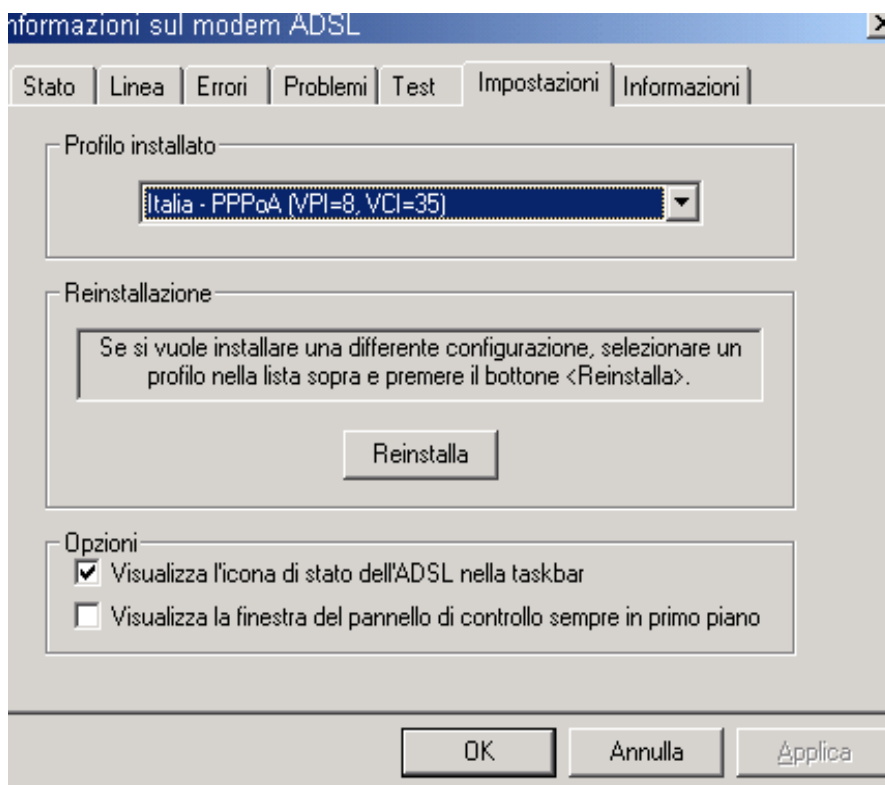 nformazioni sul modem ADSL
Stato Linea Errori Problemi Test Impostazioni Informazioni
Profilo installato
Italia - PPPoA (VPI=8, VCI=35)
Reinstallazione
Se si vuole installare una differente configurazione, selezionare un
profilo nella lista sopra e premere il bottone <Reinstalla>.
Reinstalla
Opzioni
Visualizza l'icona di stato dell'ADSL nella taskbar
Visualizza la finestra del pannello di controllo sempre in primo piano
OK Annulla Applica